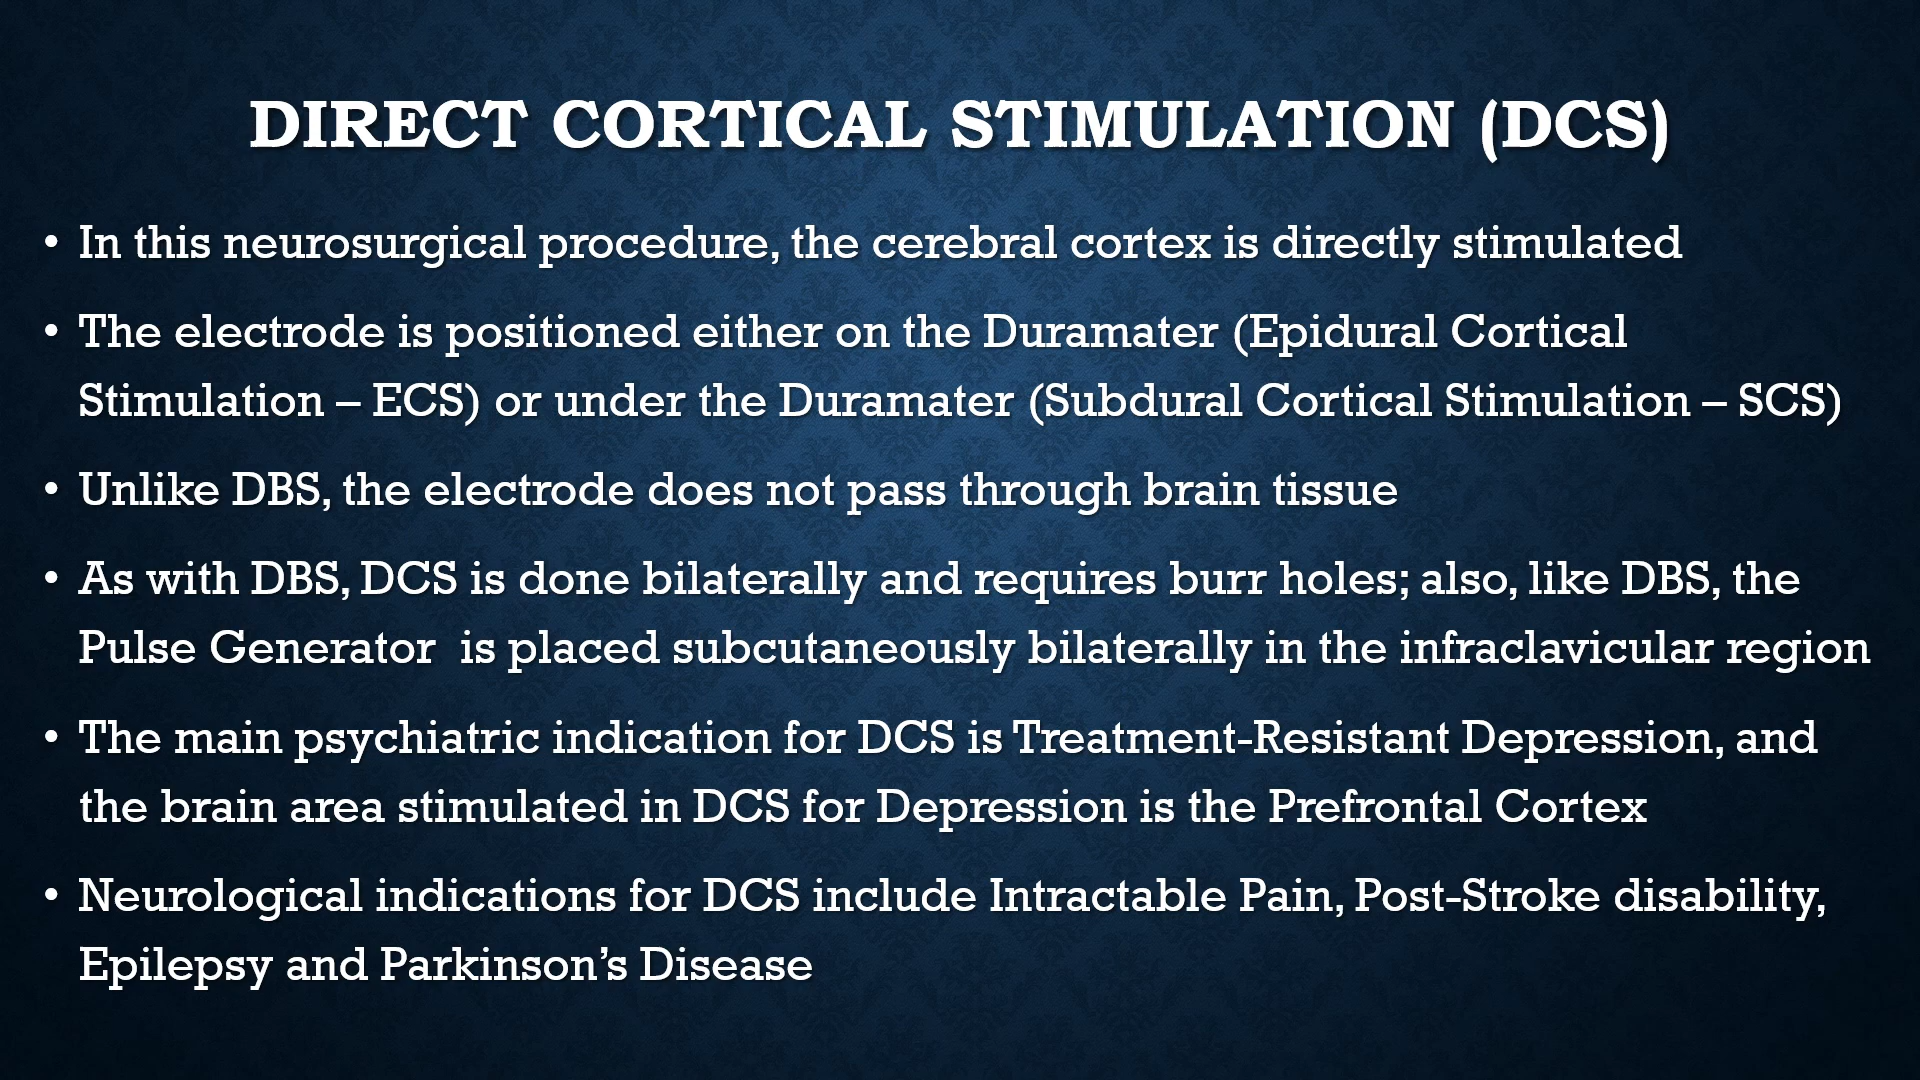 DIRECT CORTICAL STIMULATION (DCS)
• In this neurosurgical procedure, the cerebral cortex is directly stimulated
• The electrode is positioned either on the Duramater (Epidural Cortical
Stimulation – ECS) or under the Duramater (Subdural Cortical Stimulation – SCS)
• Unlike DBS, the electrode does not pass through brain tissue
• As with DBS, DCS is done bilaterally and requires burr holes; also, like DBS, the
Pulse Generator  is placed subcutaneously bilaterally in the infraclavicular region
• The main psychiatric indication for DCS is Treatment-Resistant Depression, and
the brain area stimulated in DCS for Depression is the Prefrontal Cortex
• Neurological indications for DCS include Intractable Pain, Post-Stroke disability,
Epilepsy and Parkinson’s Disease